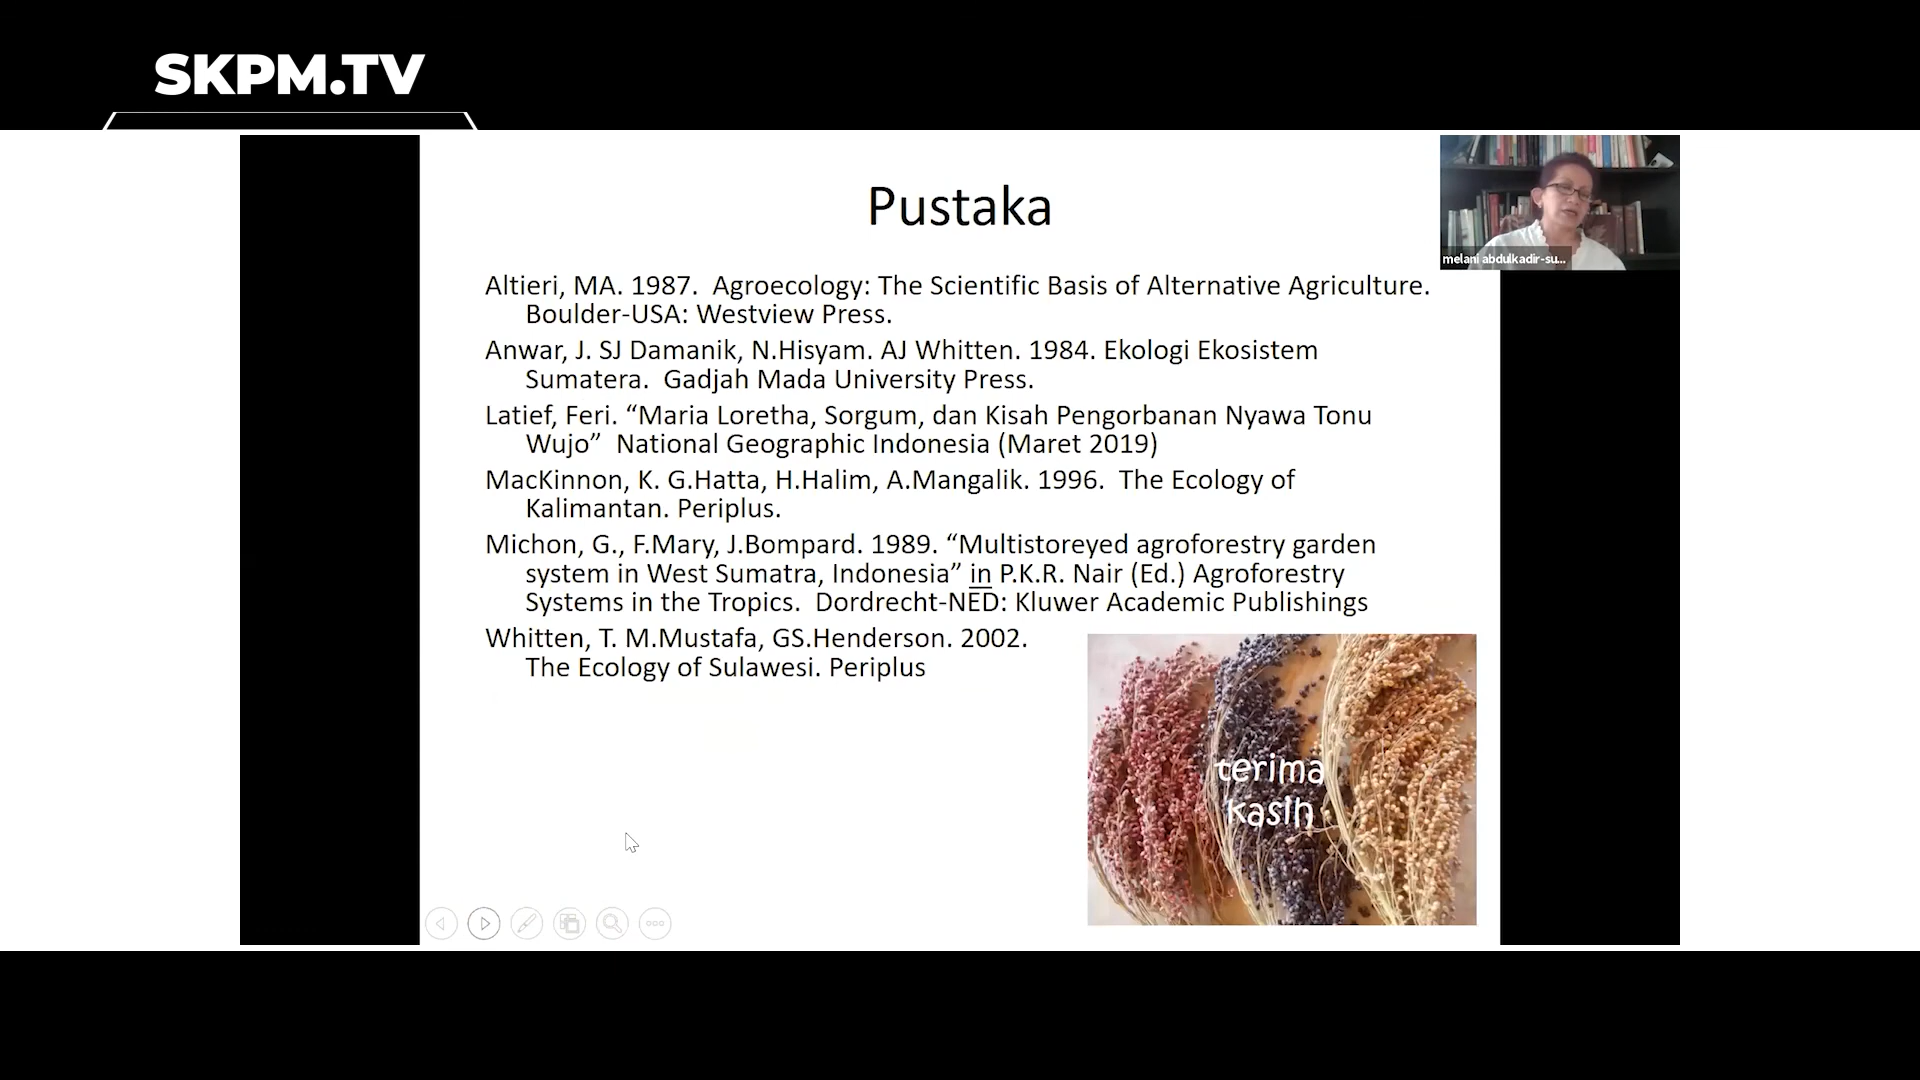 SKPM.TV
Pustaka
melani abdulkadir-su...
Altieri, MA. 1987.  Agroecology: The Scientific Basis of Alternative Agriculture.
Boulder-USA: Westview Press.
Anwar, J. SJ Damanik, N.Hisyam. AJ Whitten. 1984. Ekologi Ekosistem
Sumatera.  Gadjah Mada University Press.
Latief, Feri. “Maria Loretha, Sorgum, dan Kisah Pengorbanan Nyawa Tonu
Wujo”  National Geographic Indonesia (Maret 2019)
MacKinnon, K. G.Hatta, H.Halim, A.Mangalik. 1996.  The Ecology of
Kalimantan. Periplus.
Michon, G., F.Mary, J.Bompard. 1989. “Multistoreyed agroforestry garden
system in West Sumatra, Indonesia” in P.K.R. Nair (Ed.) Agroforestry
Systems in the Tropics.  Dordrecht-NED: Kluwer Academic Publishings
Whitten, T. M.Mustafa, GS.Henderson. 2002.
The Ecology of Sulawesi. Periplus
terima
kasih